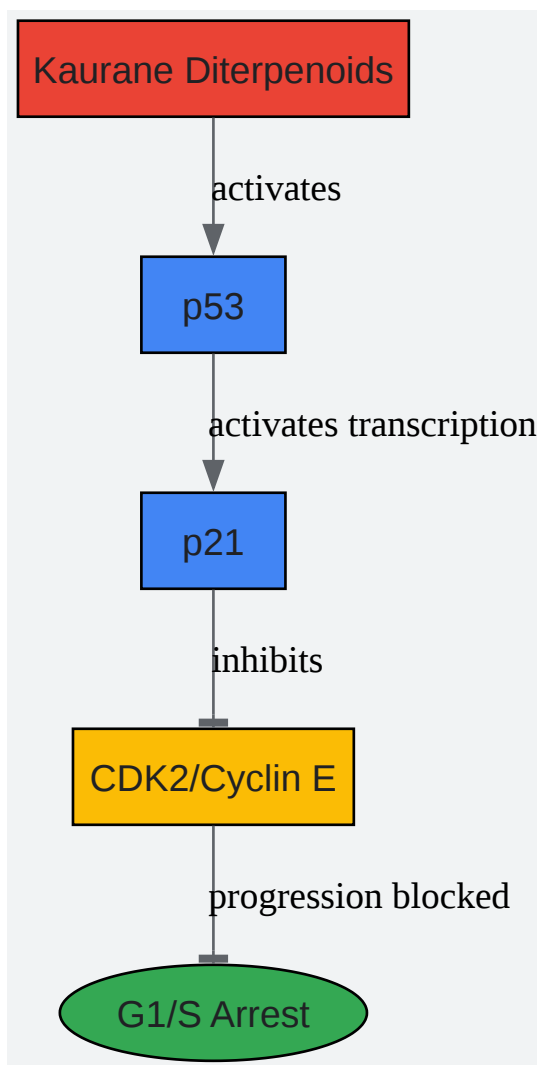 Kaurane Diterpenoids
activates
p53
activates transcription
p21
inhibits
CDK2/Cyclin E
progression blocked
G1/S Arrest